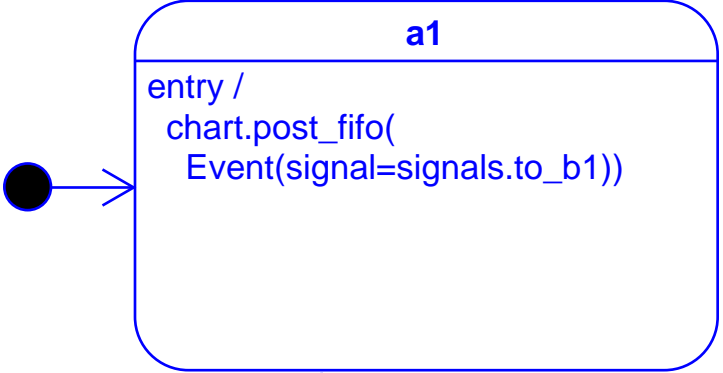 a1
entry /
chart.post_fifo(
Event(signal=signals.to_b1))